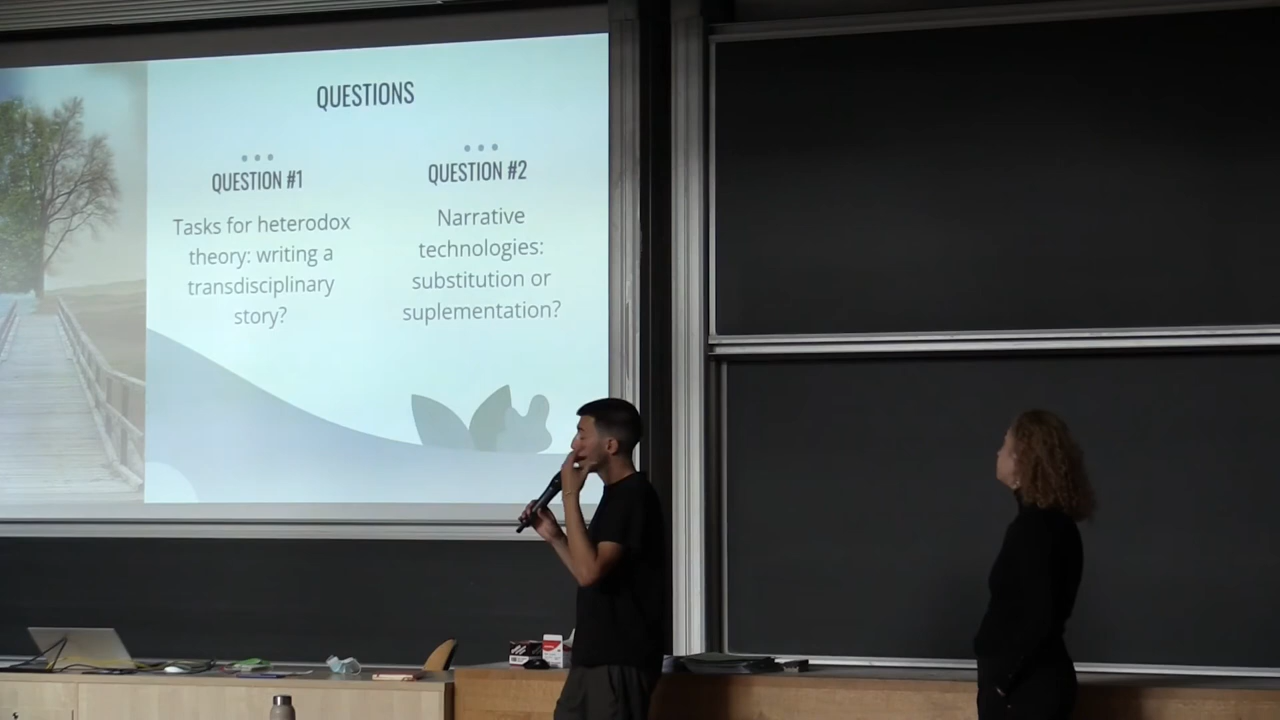 QUESTIONS
QUESTION #1
Tasks for heterodox
theory: writing a
transdisciplinary
story?
QUESTION #2
Narrative
technologies:
substitution or
suplementation?